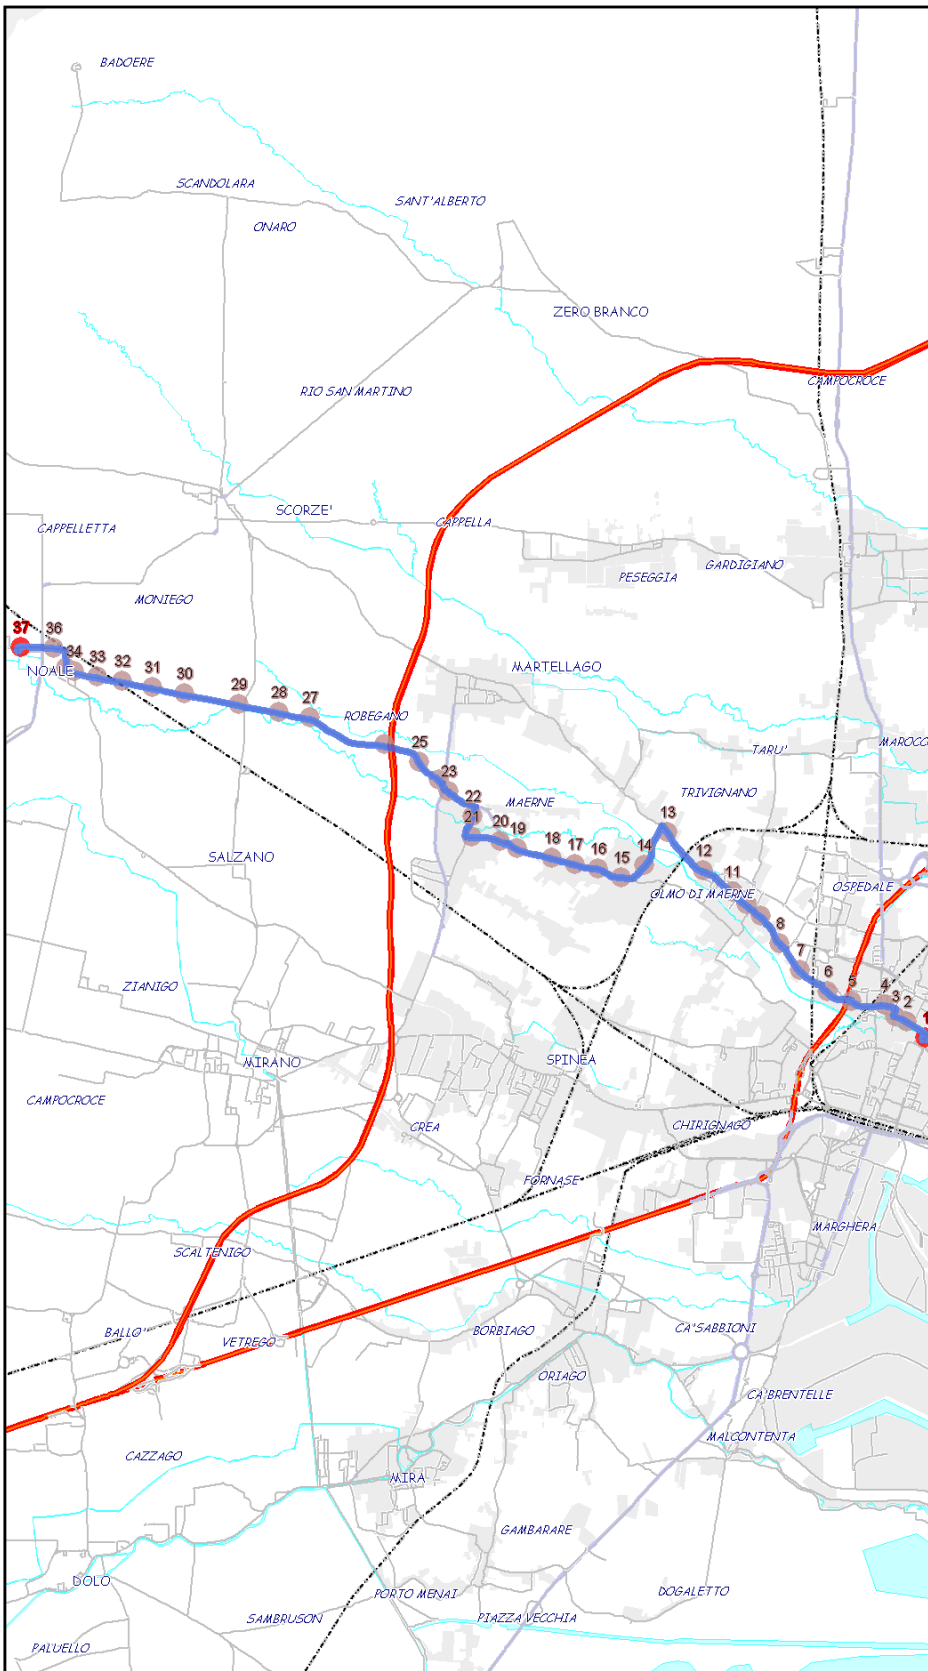 BADOERE
SCANDOLARA
SANT'ALBERTO
ONARO
ZERO BRANCO
CAMPOCROCE
RIO SAN MARTINO
SCORZE'
CAPPELLA
CAPPELLETTA
GARDIGIANO
PESEGGIA
MONIEGO
37
36
34
NOALE
33
32
31
30
29
28
27
MARTELLAGO
ROBEGANO
25
TARU'
MAROCC
23
22
MAERNE
TRIVIGNANO
21
13
20
19
18
17
16
15
14
12
11
SALZANO
OLMO DI MAERNE
OSPEDALE
8
7
6
5
4
3
2
1
ZIANIGO
MIRANO
SPINEA
CAMPOCROCE
CREA
CHIRIGNAGO
FORNASE
MARGHERA
SCALTENIGO
BALLO'
VETREGO
BORBIAGO
CA'SABBIONI
ORIAGO
CA'BRENTELLE
MALCONTENTA
CAZZAGO
MIRA
GAMBARARE
DOLO
PORTO MENAI
DOGALETTO
SAMBRUSON
PIAZZA VECCHIA
PALUELLO